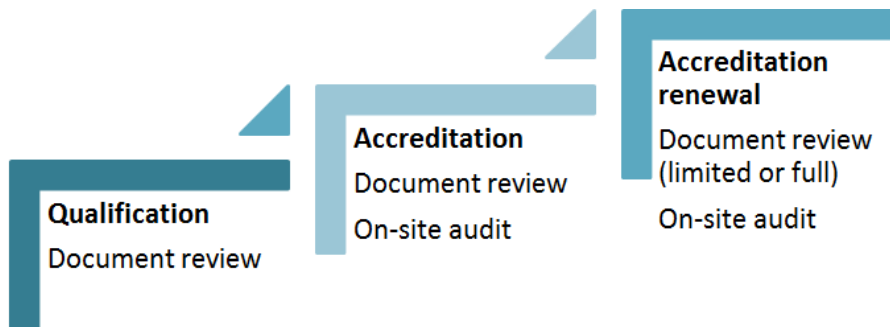 Qualification
Document review
Accreditation
Document review
On-site audit
Accreditation
renewal
Document review
(limited or full)
On-site audit